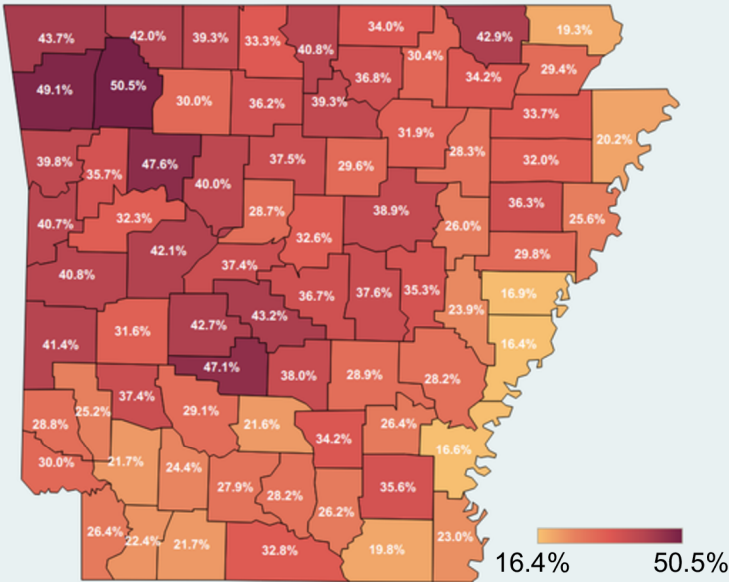 43.7% 42.0% 39.3% 33.3% 40.8% 34.0% 30.4% 42.9% 19.3%
49.1% 50.5% 30.0% 36.2% 39.3% 36.8% 34.2% 29.4%
33.7% 20.2%
39.8% 35.7% 47.6% 40.0% 37.5% 29.6% 31.9% 28.3% 32.0%
40.7% 32.3% 28.7% 32.6% 38.9% 26.0% 36.3% 25.6%
40.8% 42.1% 37.4% 36.7% 37.6% 35.3% 23.9% 29.8%
16.9%
41.4% 31.6% 42.7% 43.2% 16.4%
47.1% 38.0% 28.9% 28.2%
28.8% 25.2% 37.4% 29.1% 21.6% 34.2% 26.4% 16.6%
30.0% 21.7% 24.4% 27.9% 28.2% 26.2% 35.6%
26.4% 22.4% 21.7% 32.8% 19.8% 23.0%
16.4% 50.5%